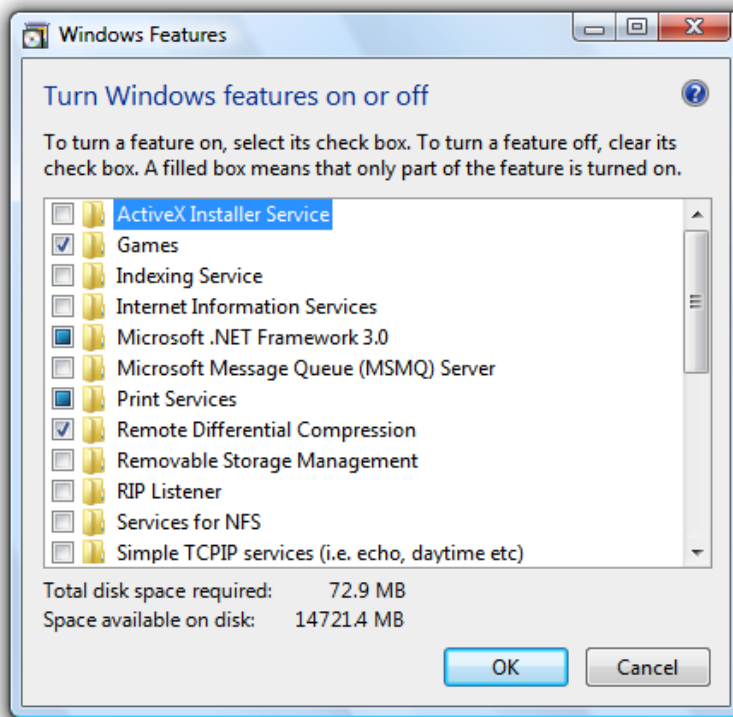 Windows Features
Turn Windows features on or off
To turn a feature on, select its check box. To turn a feature off, clear its
check box. A filled box means that only part of the feature is turned on.
ActiveX Installer Service
Games
Indexing Service
Internet Information Services
Microsoft .NET Framework 3.0
Microsoft Message Queue (MSMQ) Server
Print Services
Remote Differential Compression
Removable Storage Management
RIP Listener
Services for NFS
Simple TCPIP services (i.e. echo, daytime etc)
Total disk space required: 72.9 MB
Space available on disk: 14721.4 MB
OK Cancel